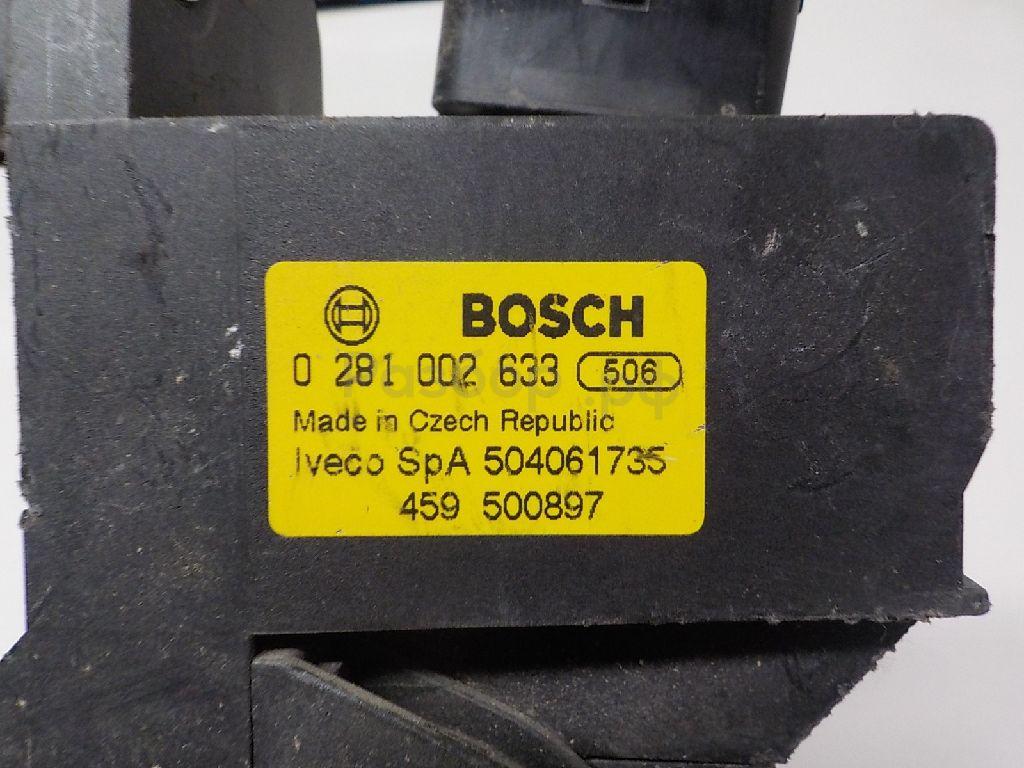 BOSCH
0 281 002 633 506
Made in Czech Republic
Iveco SpA 504061735
459 500897